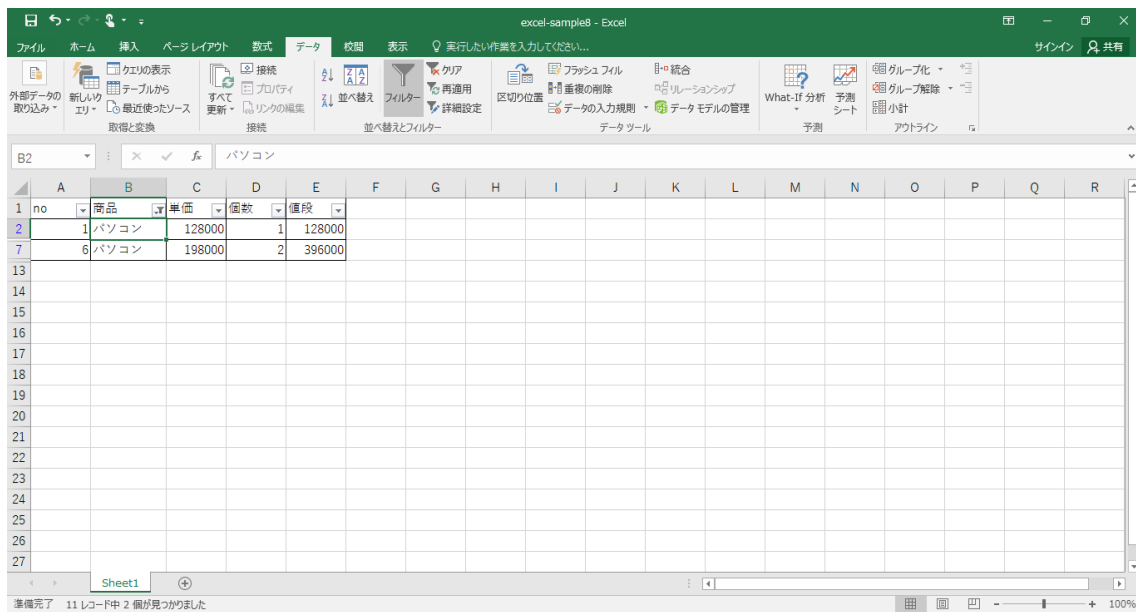 excel-sample8 - Excel
ファイル ホーム 挿入 ページ レイアウト 数式 データ 校閲 表示 実行したい作業を入力してください... サインイン 共有
外部データの
取り込み
新しいク
エリ
クエリの表示
テーブルから
最近使ったソース
取得と変換
すべて
更新
接続
プロパティ
リンクの編集
接続
並べ替え
フィルター
クリア
再適用
詳細設定
並べ替えとフィルター
区切り位置
フラッシュ フィル
重複の削除
データの入力規則
統合
リレーションシップ
データ モデルの管理
データ ツール
What-If 分析
予測
シート
予測
グループ化
グループ解除
小計
アウトライン
B2 fx パソコン
A B C D E F G H I J K L M N O P Q R
1 no 商品 単価 個数 値段
2 1 パソコン 128000 1 128000
7 6 パソコン 198000 2 396000
13
14
15
16
17
18
19
20
21
22
23
24
25
26
27
Sheet1
準備完了 11 レコード中 2 個が見つかりました 100%